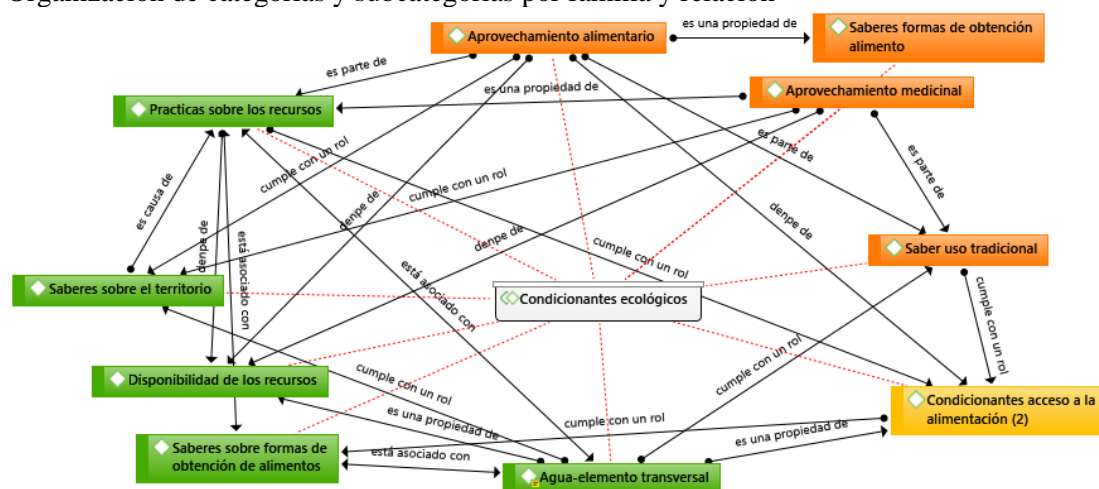 Organización de categorías y subcategorías por familia y relación
Aprovechamiento alimentario
es una propiedad de
Saberes formas de obtención
alimento
es parte de
Practicas sobre los recursos
es una propiedad de
Aprovechamiento medicinal
cumple con un rol
es parte de
es parte de
es causa de
denpe de
está asociado con
denpe de
cumple con un rol
denpe de
cumple con un rol
denpe de
Saber uso tradicional
Saberes sobre el territorio
está asociado con
Condicionantes ecológicos
cumple con un rol
Disponibilidad de los recursos
cumple con un rol
cumple con un rol
Condicionantes acceso a la
alimentación (2)
es una propiedad de
cumple con un rol
es una propiedad de
Saberes sobre formas de
obtención de alimentos
está asociado con
Agua-elemento transversal